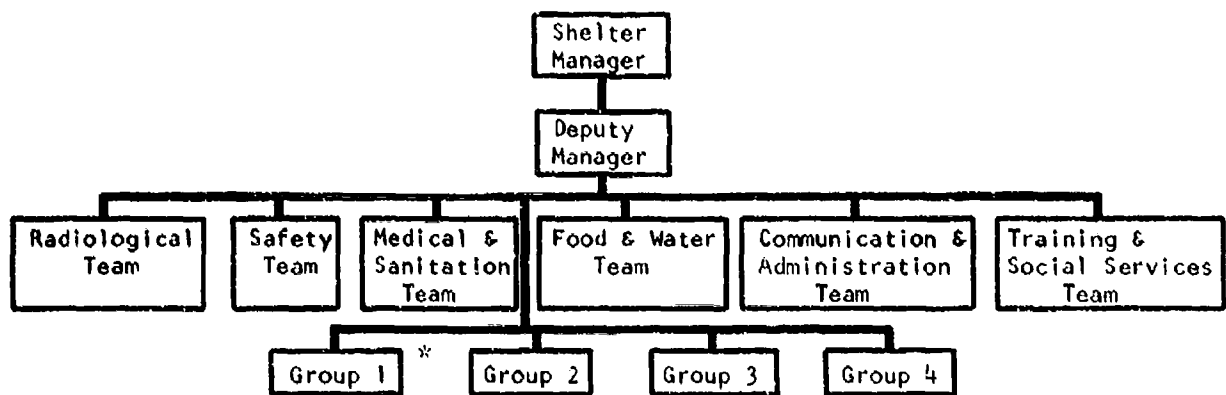 Shelter
Manager
Deputy
Manager
Radiological
Team
Safety
Team
Medical &
Sanitation
Team
Food & Water
Team
Communication &
Administration
Team
Training &
Social Services
Team
Group 1
*
Group 2
Group 3
Group 4